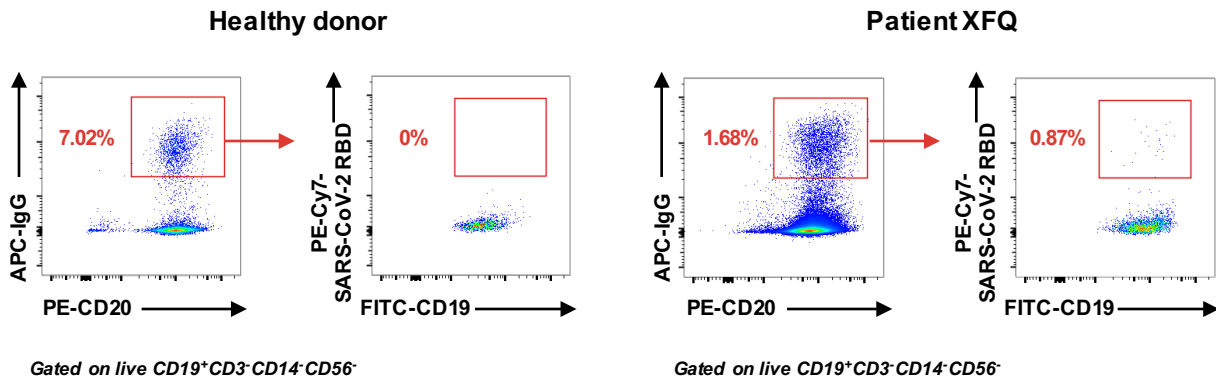 Healthy donor
Patient XFQ
APC-IgG
7.02%
PE-CD20
PE-Cy7-
SARS-CoV-2 RBD
0%
FITC-CD19
APC-IgG
1.68%
PE-CD20
PE-Cy7-
SARS-CoV-2 RBD
0.87%
FITC-CD19
Gated on live CD19⁺CD3⁻CD14⁻CD56⁻
Gated on live CD19⁺CD3⁻CD14⁻CD56⁻